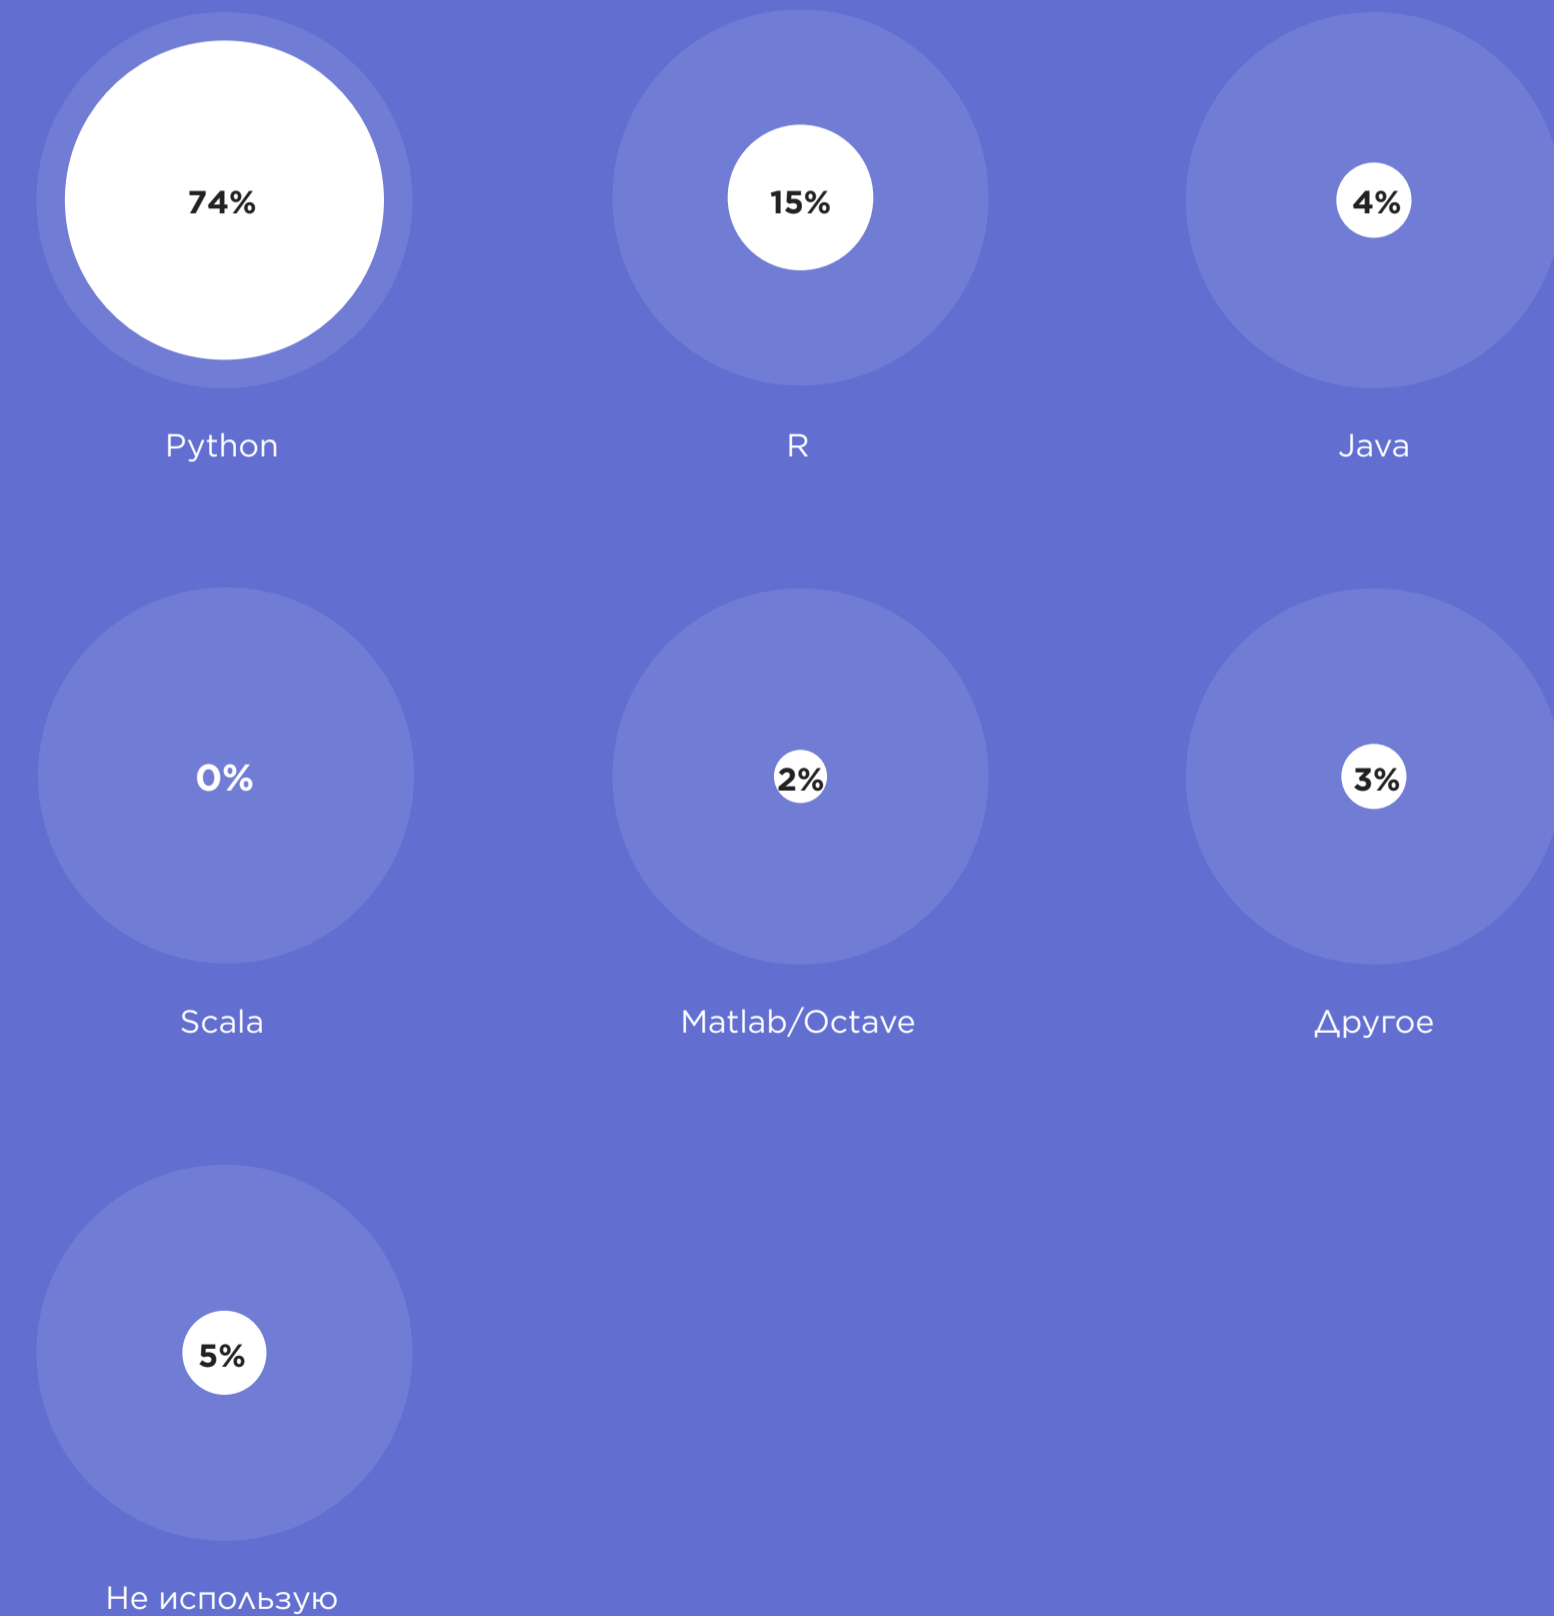 74%
15%
4%
Python
R
Java
0%
2%
3%
Scala
Matlab/Octave
Другое
5%
Не использую